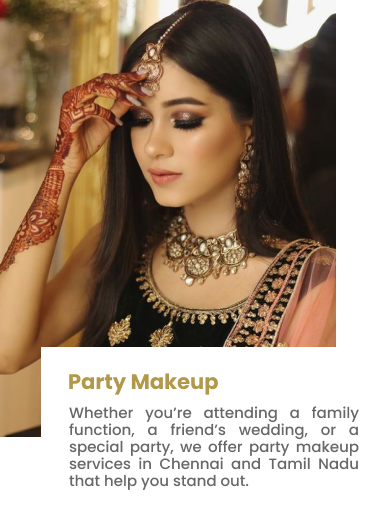 Party Makeup
Whether you’re attending a family
function, a friend’s wedding, or a
special party, we offer party makeup
services in Chennai and Tamil Nadu
that help you stand out.